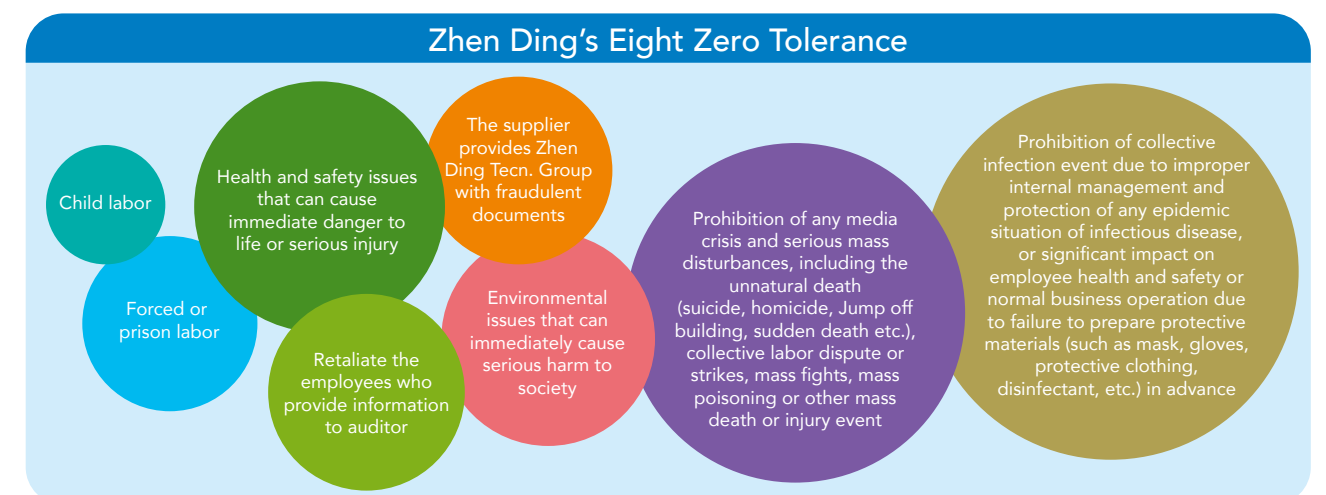 Zhen Ding’s Eight Zero Tolerance
Child labor
Forced or
prison labor
Health and safety issues
that can cause
immediate danger to
life or serious injury
Retaliate the
employees who
provide information
to auditor
The supplier
provides Zhen
Ding Tecn. Group
with fraudulent
documents
Environmental
issues that can
immediately cause
serious harm to
society
Prohibition of any media
crisis and serious mass
disturbances, including the
unnatural death
(suicide, homicide, Jump off
building, sudden death etc.),
collective labor dispute or
strikes, mass fights, mass
poisoning or other mass
death or injury event
Prohibition of collective
infection event due to improper
internal management and
protection of any epidemic
situation of infectious disease,
or significant impact on
employee health and safety or
normal business operation due
to failure to prepare protective
materials (such as mask, gloves,
protective clothing,
disinfectant, etc.) in advance